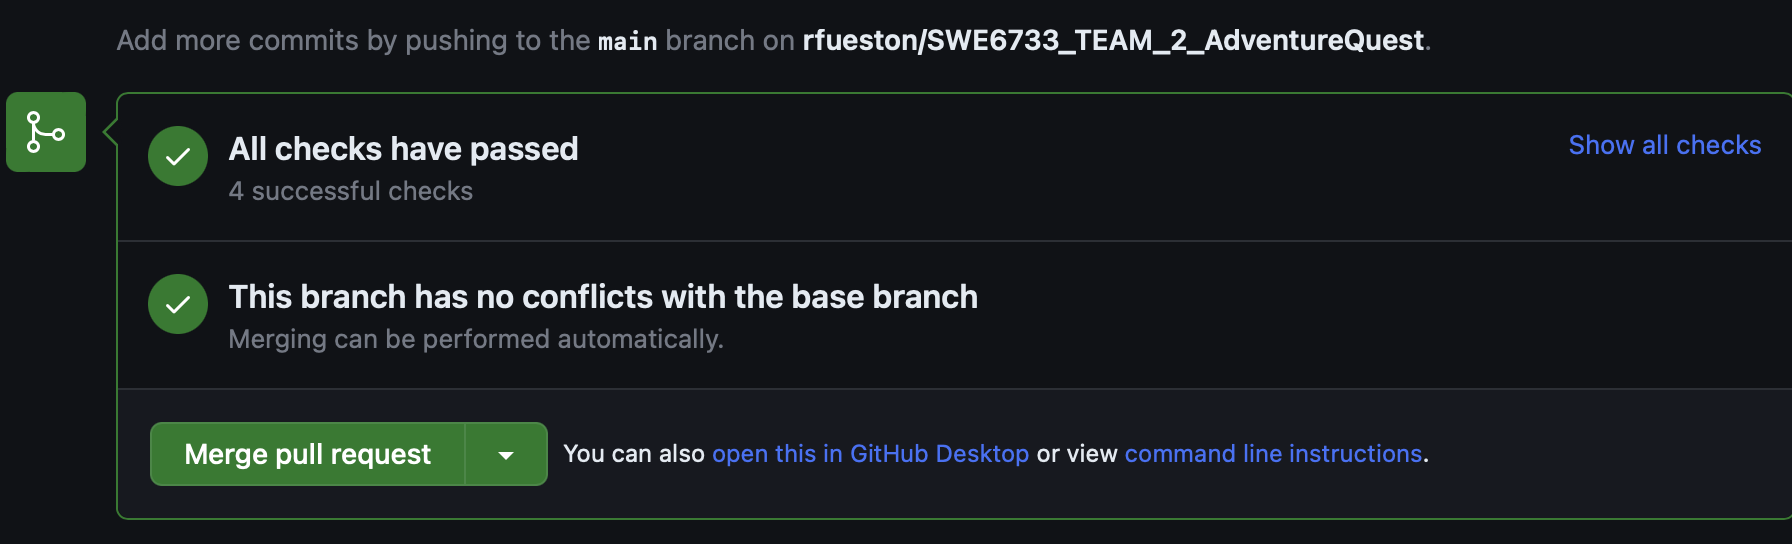 Add more commits by pushing to the main branch on rfueston/SWE6733_TEAM_2_AdventureQuest.
All checks have passed
Show all checks
4 successful checks
This branch has no conflicts with the base branch
Merging can be performed automatically.
Merge pull request
You can also open this in GitHub Desktop or view command line instructions.